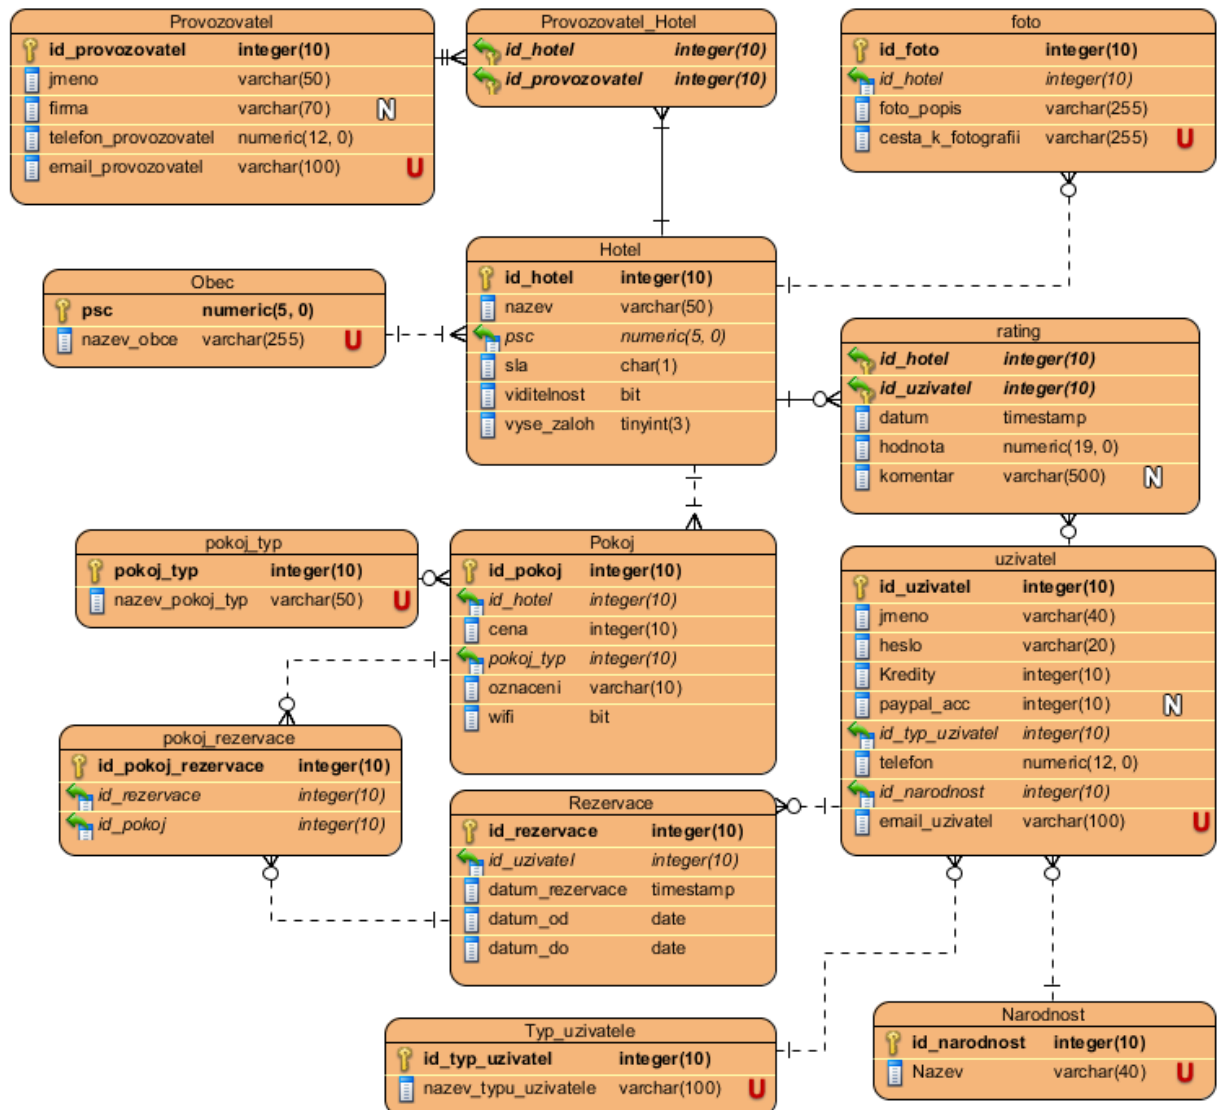 Provozovatel
id_provozovatel integer(10)
jmeno varchar(50)
firma varchar(70) N
telefon_provozovatel numeric(12, 0)
email_provozovatel varchar(100) U
Provozovatel_Hotel
id_hotel integer(10)
id_provozovatel integer(10)
foto
id_foto integer(10)
id_hotel integer(10)
foto_popis varchar(255)
cesta_k_fotografii varchar(255) U
Obec
psc numeric(5, 0)
nazev_obce varchar(255) U
Hotel
id_hotel integer(10)
nazev varchar(50)
psc numeric(5, 0)
sla char(1)
viditelnost bit
vyse_zaloh tinyint(3)
rating
id_hotel integer(10)
id_uzivatel integer(10)
datum timestamp
hodnota numeric(19, 0)
komentar varchar(500) N
pokoj_typ
pokoj_typ integer(10)
nazev_pokoj_typ varchar(50) U
Pokoj
id_pokoj integer(10)
id_hotel integer(10)
cena integer(10)
pokoj_typ integer(10)
oznaceni varchar(10)
wifi bit
uzivatel
id_uzivatel integer(10)
jmeno varchar(40)
heslo varchar(20)
Kredity integer(10)
paypal_acc integer(10) N
id_typ_uzivatel integer(10)
telefon numeric(12, 0)
id_narodnost integer(10)
email_uzivatel varchar(100) U
pokoj_rezervace
id_pokoj_rezervace integer(10)
id_rezervace integer(10)
id_pokoj integer(10)
Rezervace
id_rezervace integer(10)
id_uzivatel integer(10)
datum_rezervace timestamp
datum_od date
datum_do date
Typ_uzivatele
id_typ_uzivatel integer(10)
nazev_typu_uzivatele varchar(100) U
Narodnost
id_narodnost integer(10)
Nazev varchar(40) U